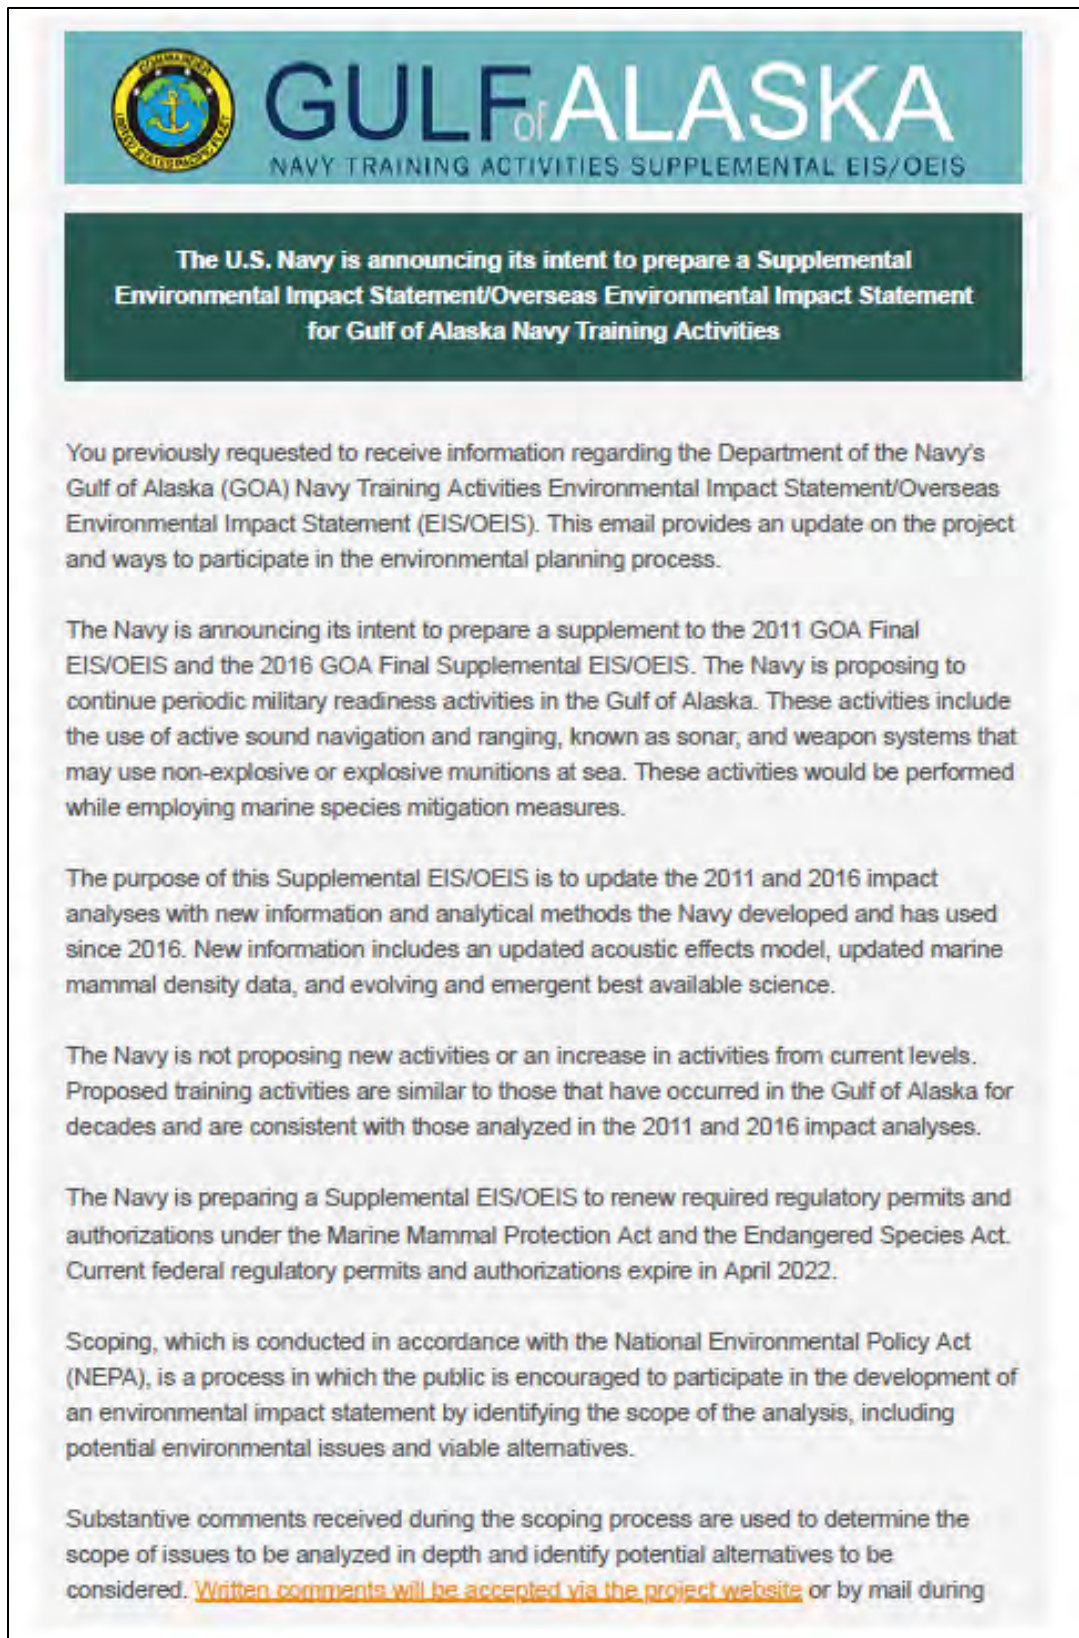 COMMANDER
UNITED STATES PACIFIC FLEET
GULF of ALASKA
NAVY TRAINING ACTIVITIES SUPPLEMENTAL EIS/OEIS
The U.S. Navy is announcing its intent to prepare a Supplemental
Environmental Impact Statement/Overseas Environmental Impact Statement
for Gulf of Alaska Navy Training Activities
You previously requested to receive information regarding the Department of the Navy's
Gulf of Alaska (GOA) Navy Training Activities Environmental Impact Statement/Overseas
Environmental Impact Statement (EIS/OEIS). This email provides an update on the project
and ways to participate in the environmental planning process.
The Navy is announcing its intent to prepare a supplement to the 2011 GOA Final
EIS/OEIS and the 2016 GOA Final Supplemental EIS/OEIS. The Navy is proposing to
continue periodic military readiness activities in the Gulf of Alaska. These activities include
the use of active sound navigation and ranging, known as sonar, and weapon systems that
may use non-explosive or explosive munitions at sea. These activities would be performed
while employing marine species mitigation measures.
The purpose of this Supplemental EIS/OEIS is to update the 2011 and 2016 impact
analyses with new information and analytical methods the Navy developed and has used
since 2016. New information includes an updated acoustic effects model, updated marine
mammal density data, and evolving and emergent best available science.
The Navy is not proposing new activities or an increase in activities from current levels.
Proposed training activities are similar to those that have occurred in the Gulf of Alaska for
decades and are consistent with those analyzed in the 2011 and 2016 impact analyses.
The Navy is preparing a Supplemental EIS/OEIS to renew required regulatory permits and
authorizations under the Marine Mammal Protection Act and the Endangered Species Act.
Current federal regulatory permits and authorizations expire in April 2022.
Scoping, which is conducted in accordance with the National Environmental Policy Act
(NEPA), is a process in which the public is encouraged to participate in the development of
an environmental impact statement by identifying the scope of the analysis, including
potential environmental issues and viable alternatives.
Substantive comments received during the scoping process are used to determine the
scope of issues to be analyzed in depth and identify potential alternatives to be
considered. Written comments will be accepted via the project website or by mail during